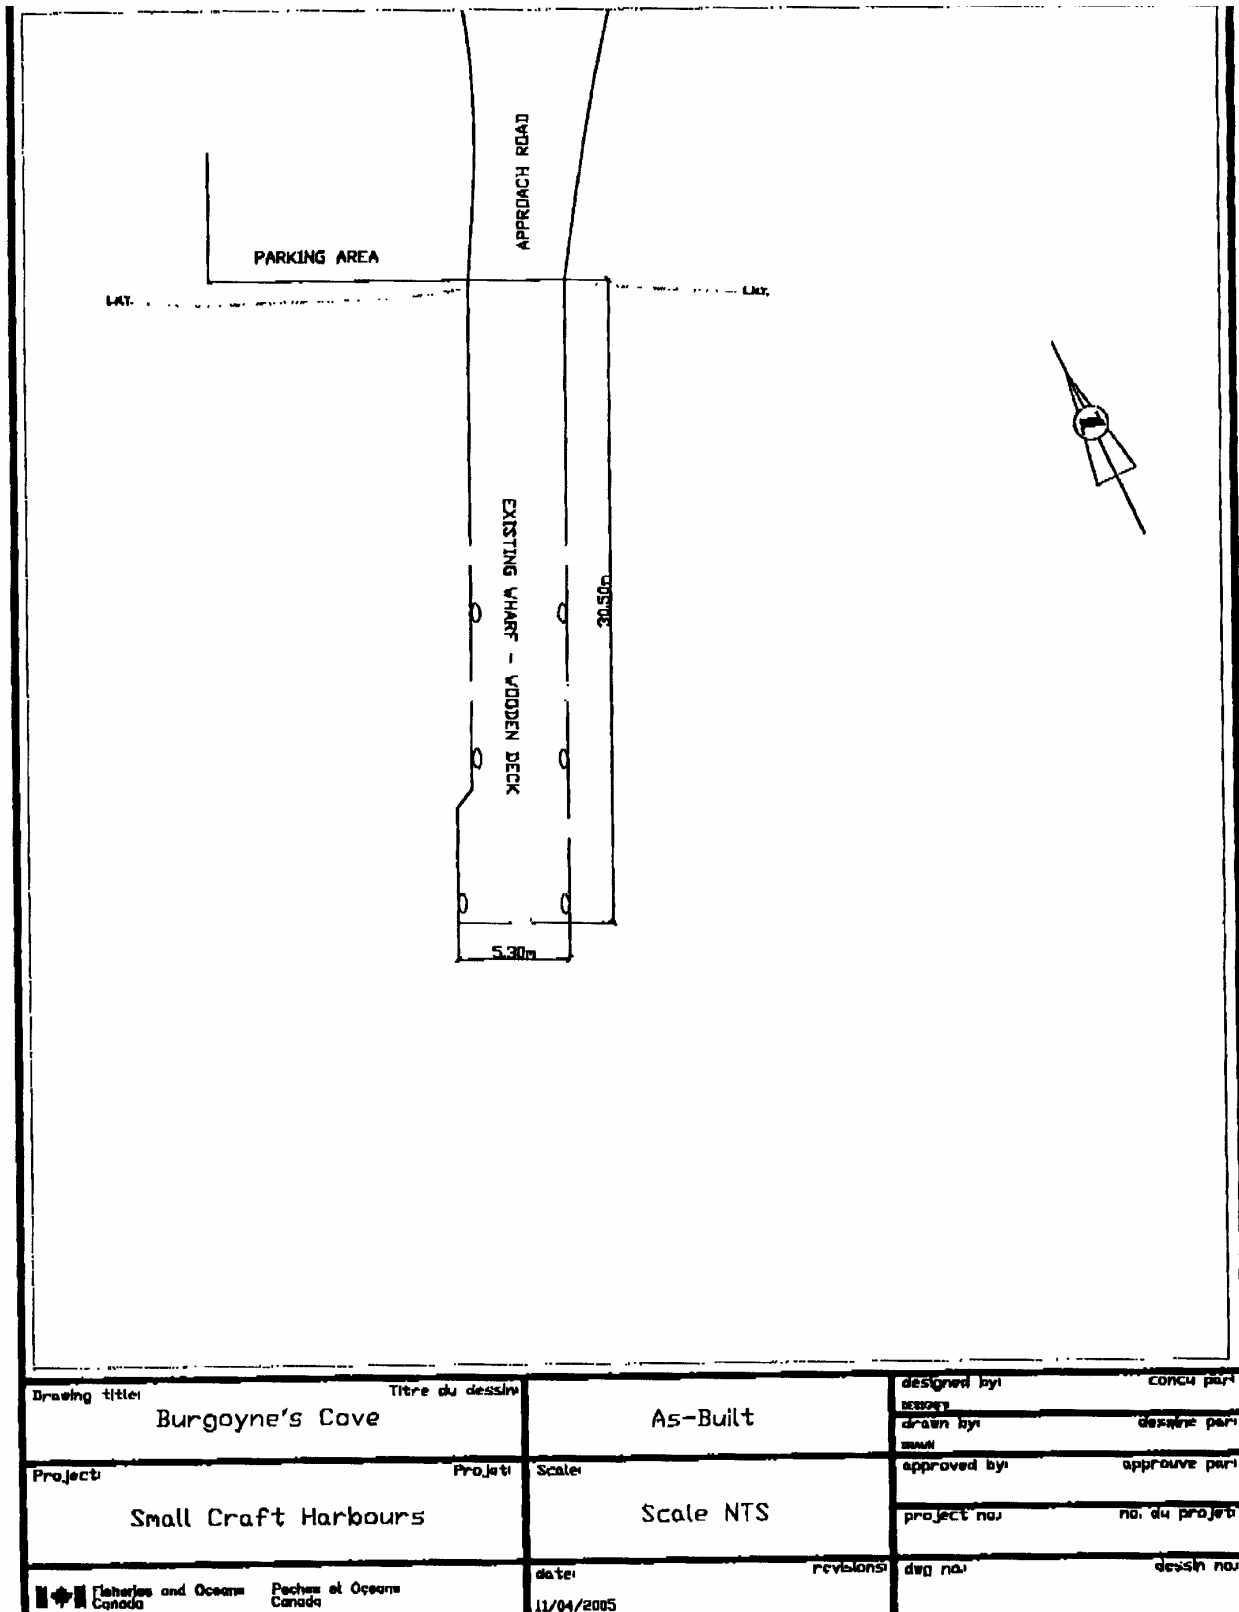 APPROACH ROAD
PARKING AREA
EXISTING WHARF - WOODEN DECK
30.50m
5.30m
Drawing title: Titre du dessin:
Burgoyne's Cove
As-Built
designed by: concu par:
drawn by: dessine par:
Project: Projet:
Small Craft Harbours
Scale:
Scale NTS
approved by: approuve par:
project no.: no. du projet:
Fisheries and Oceans
Canada
Peches et Oceans
Canada
date: revisions:
11/04/2005
dwg no.: dessin no.: